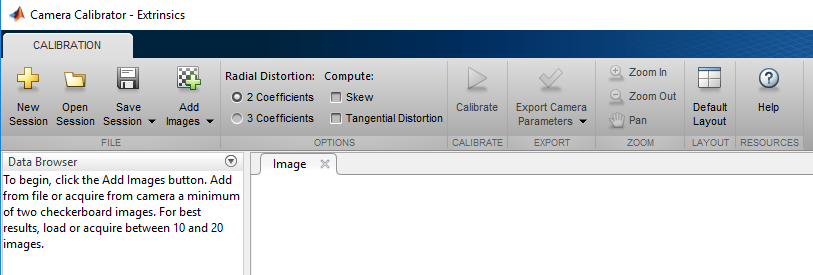 Camera Calibrator - Extrinsics
CALIBRATION
New
Session
Open
Session
Save
Session
Add
Images
Radial Distortion:
2 Coefficients
3 Coefficients
Compute:
Skew
Tangential Distortion
Calibrate
Export Camera
Parameters
Zoom In
Zoom Out
Pan
Default
Layout
Help
FILE
OPTIONS
CALIBRATE
EXPORT
ZOOM
LAYOUT
RESOURCES
Data Browser
To begin, click the Add Images button. Add
from file or acquire from camera a minimum
of two checkerboard images. For best
results, load or acquire between 10 and 20
images.
Image